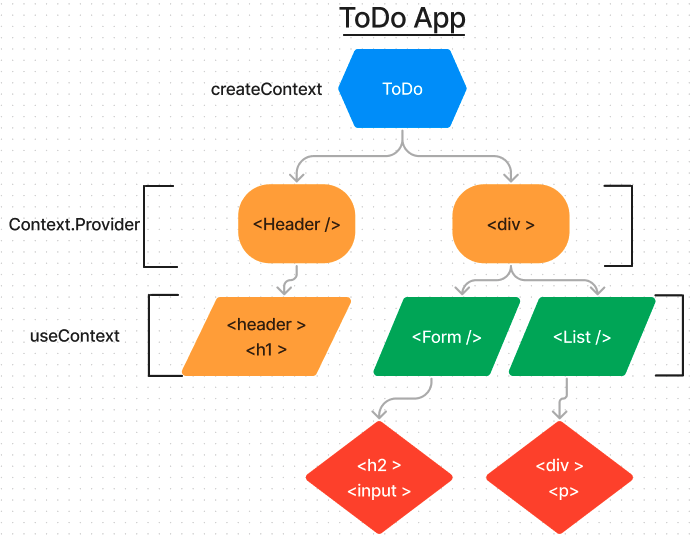 ToDo App
createContext
ToDo
Context.Provider
<Header />
<div >
useContext
<header >
<h1 >
<Form />
<List />
<h2 >
<input >
<div >
<p>